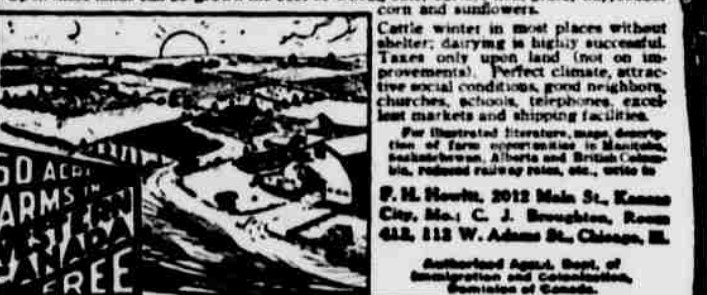 corn and sunflowers.
Cattle winter in most places without
shelter; dairying is highly successful.
Taxes only upon land (not on im-
provements). Perfect climate, attrac-
tive social conditions, good neighbors,
churches, schools, telephones, excel-
lent markets and shipping facilities.
For illustrated literature, maps, descrip-
tion of farm opportunities in Manitoba,
Saskatchewan, Alberta and British Colum-
bia, reduced railway rates, etc., write to
F. H. Hewitt, 2012 Main St., Kansas
City, Mo.; C. J. Broughton, Room
412, 112 W. Adams St., Chicago, Ill.
Authorized Agent, Dept. of
Immigration and Colonization,
Dominion of Canada.
60 ACRE
FARMS IN
WESTERN
CANADA
FREE